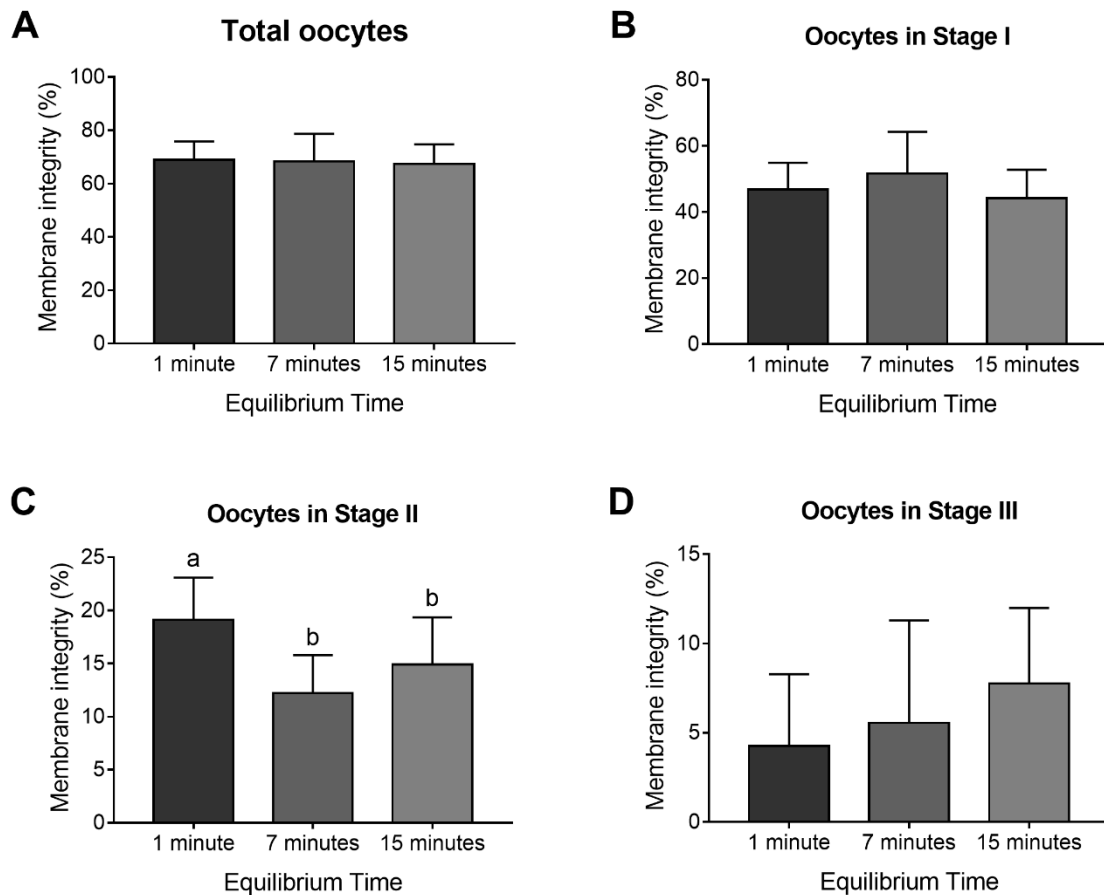 A
Total oocytes
Membrane integrity (%)
100
80
60
40
20
0
1 minute 7 minutes 15 minutes
Equilibrium Time
B
Oocytes in Stage I
Membrane integrity (%)
80
60
40
20
0
1 minute 7 minutes 15 minutes
Equilibrium Time
C
Oocytes in Stage II
Membrane integrity (%)
25
20
15
10
5
0
a
b
b
1 minute 7 minutes 15 minutes
Equilibrium Time
D
Oocytes in Stage III
Membrane integrity (%)
15
10
5
0
1 minute 7 minutes 15 minutes
Equilibrium Time